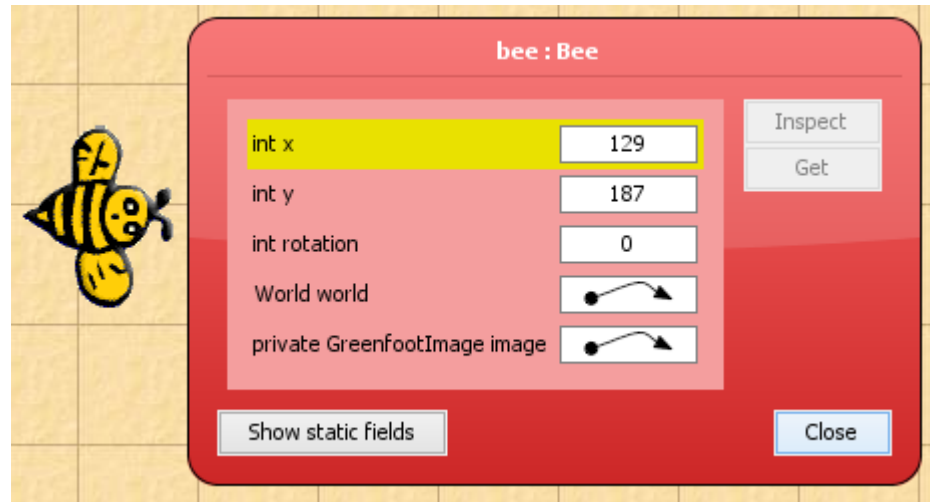 bee : Bee
int x 129
Inspect
Get
int y 187
int rotation 0
World world
private GreenfootImage image
Show static fields
Close